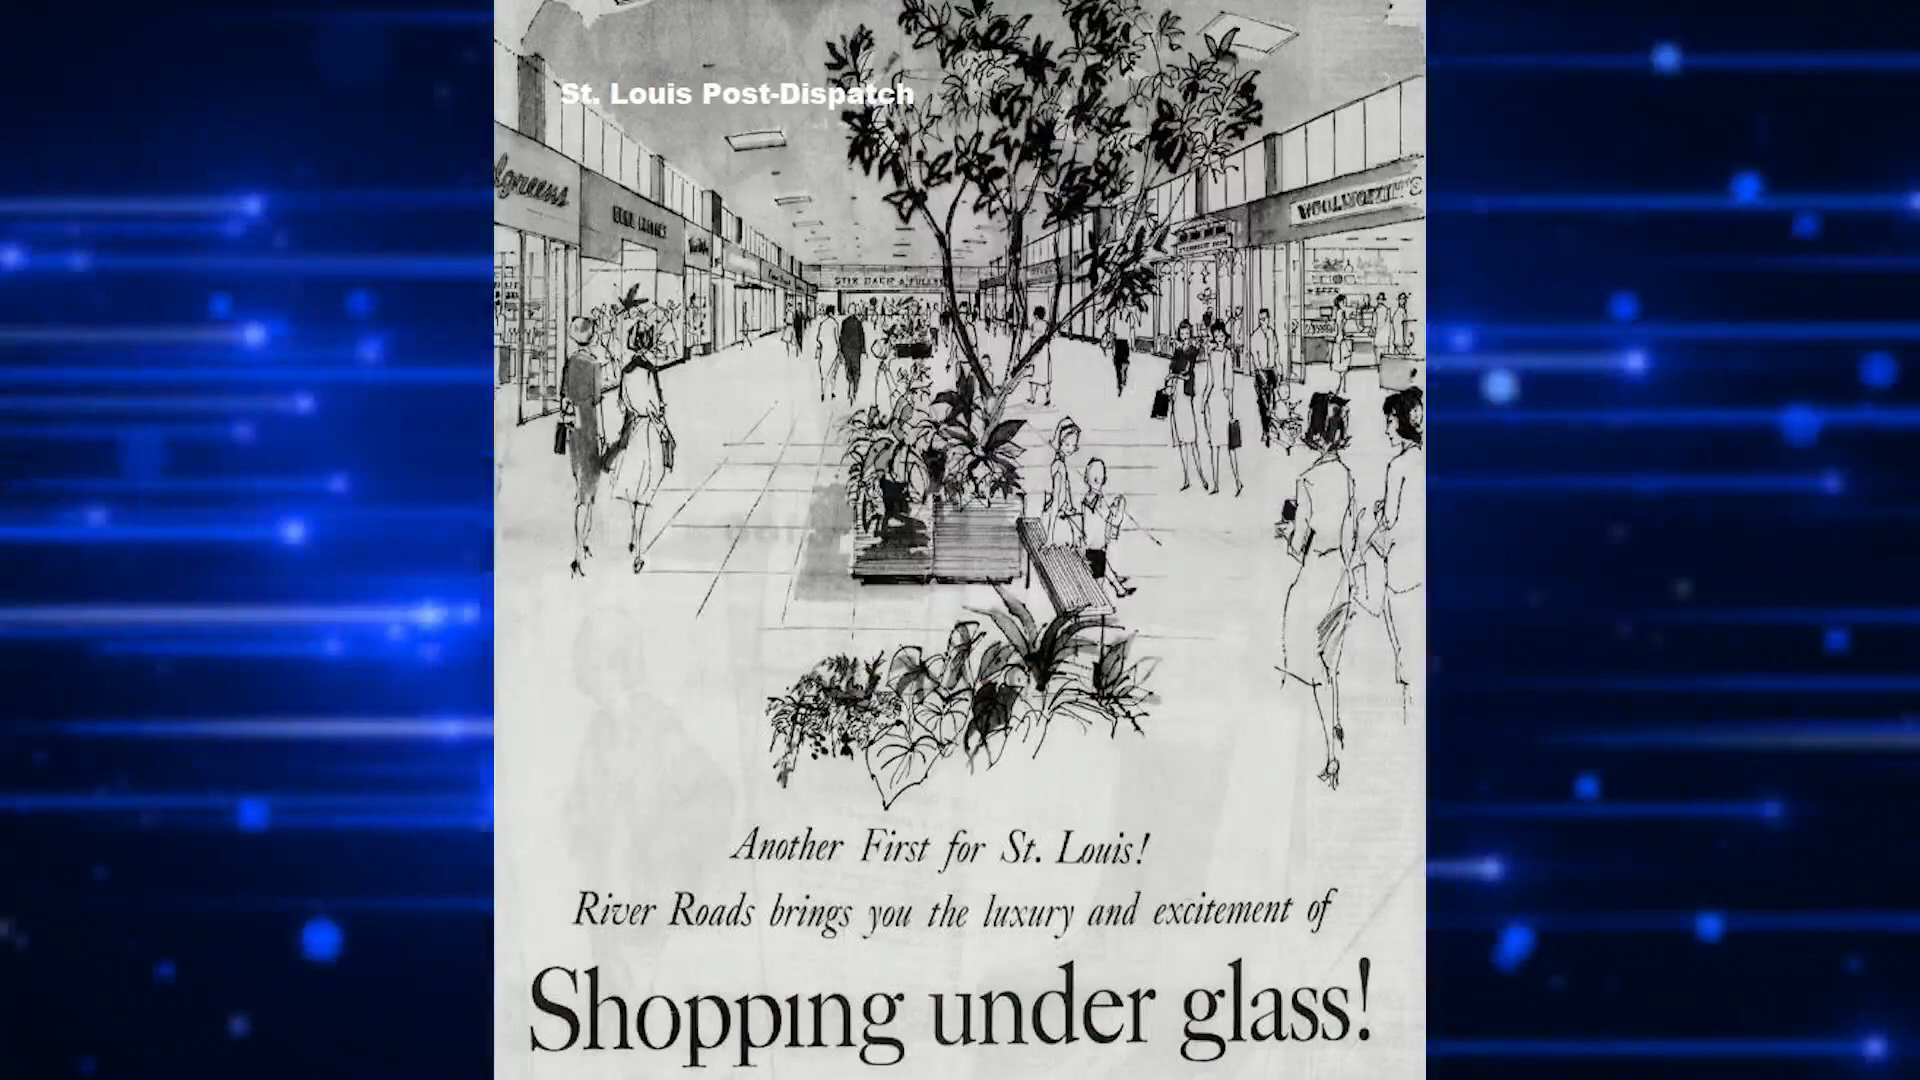 St. Louis Post-Dispatch
lgreens
WOOLWORTH'S
STIX BAER & FULLER
Another First for St. Louis!
River Roads brings you the luxury and excitement of
Shopping under glass!